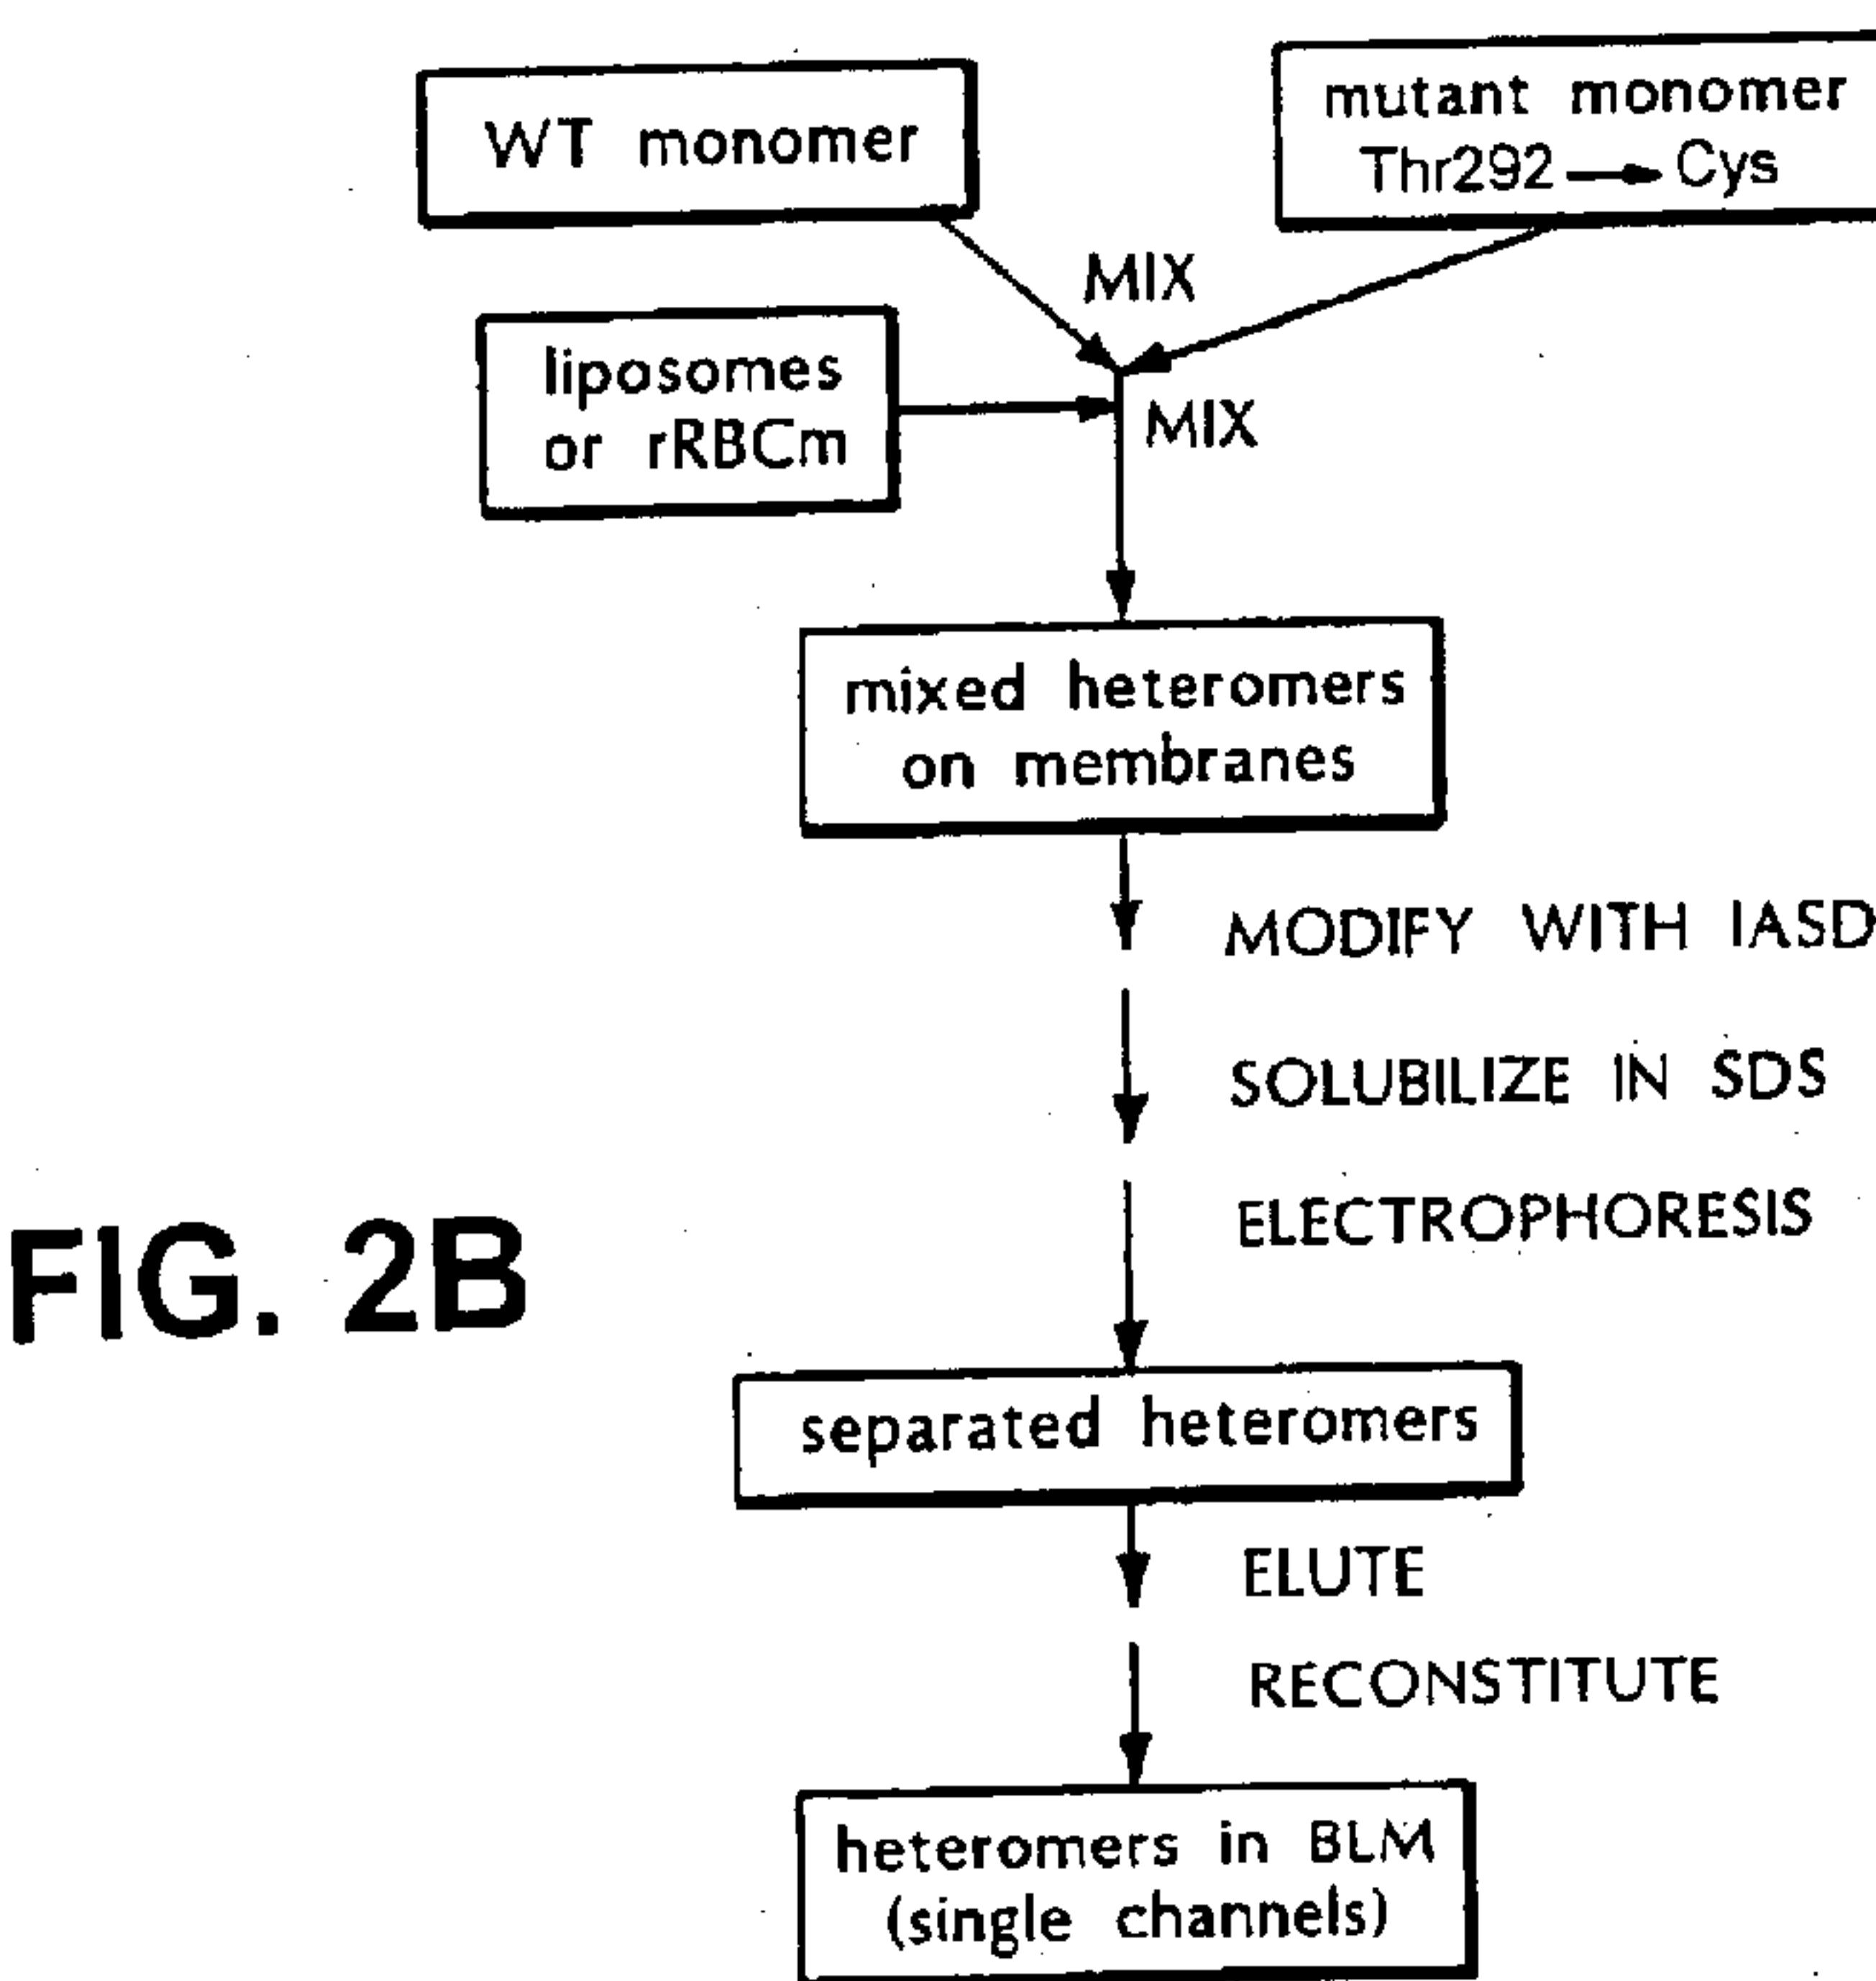 WT monomer
mutant monomer
Thr292 → Cys
MIX
liposomes
or rRBCm
MIX
mixed heteromers
on membranes
MODIFY WITH IASD
SOLUBILIZE IN SDS
ELECTROPHORESIS
FIG. 2B
separated heteromers
ELUTE
RECONSTITUTE
heteromers in BLM
(single channels)